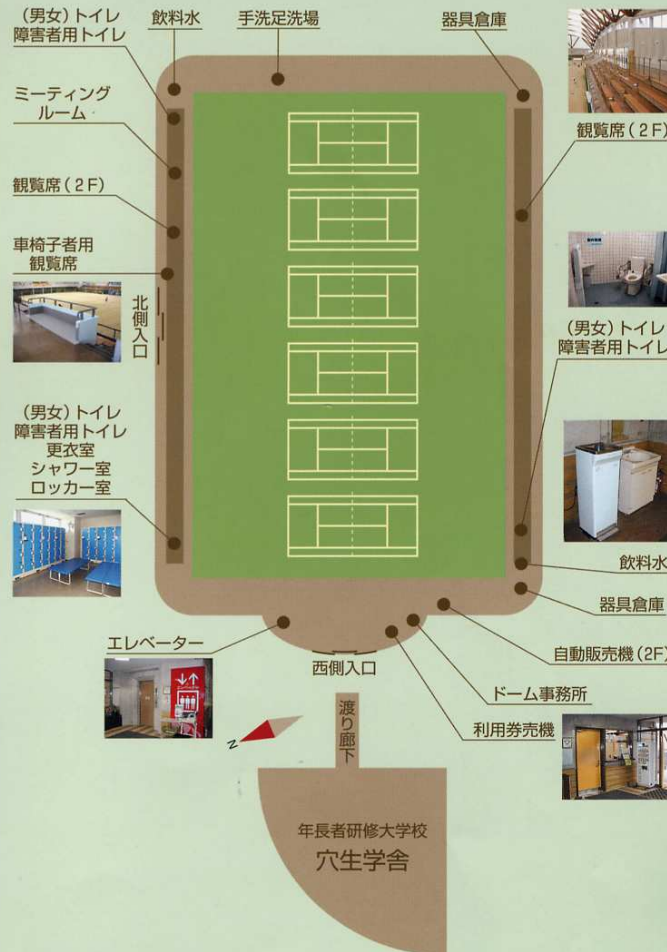 (男女)トイレ
障害者用トイレ
飲料水
手洗足洗場
器具倉庫
ミーティング
ルーム
観覧席(2F)
観覧席(2F)
車椅子者用
観覧席
北側入口
(男女)トイレ
障害者用トイレ
(男女)トイレ
障害者用トイレ
更衣室
シャワー室
ロッカー室
飲料水
器具倉庫
エレベーター
自動販売機(2F)
西側入口
ドーム事務所
渡り廊下
利用券売機
N
年長者研修大学校
穴生学舎